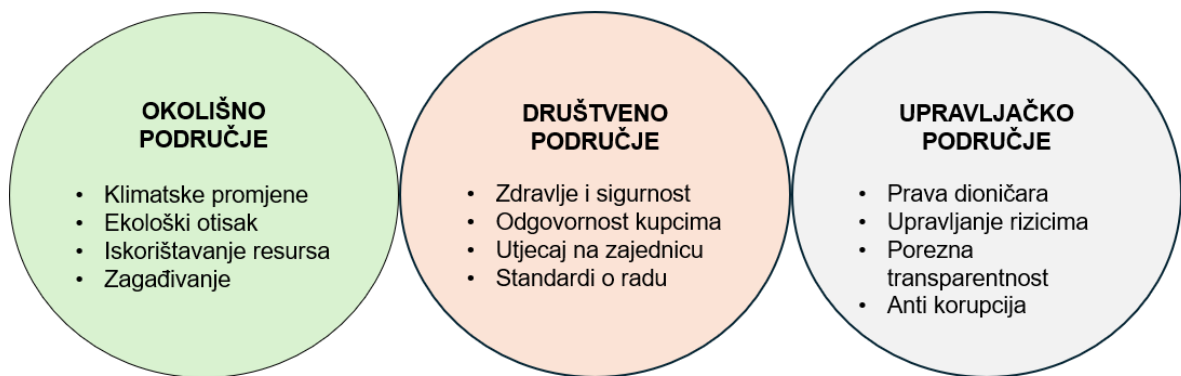 OKOLIŠNO
PODRUČJE
• Klimatske promjene
• Ekološki otisak
• Iskorištavanje resursa
• Zagađivanje
DRUŠTVENO
PODRUČJE
• Zdravlje i sigurnost
• Odgovornost kupcima
• Utjecaj na zajednicu
• Standardi o radu
UPRAVLJAČKO
PODRUČJE
• Prava dioničara
• Upravljanje rizicima
• Porezna
transparentnost
• Anti korupcija